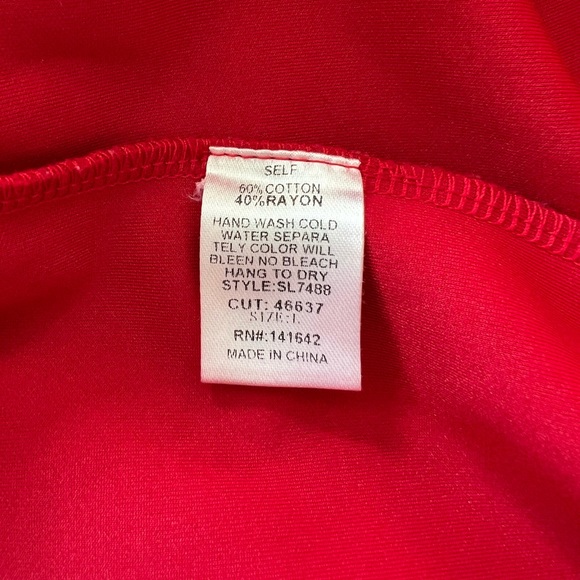 SELF
60% COTTON
40%RAYON
HAND WASH COLD
WATER SEPARA
TELY COLOR WILL
BLEEN NO BLEACH
HANG TO DRY
STYLE:SL7488
CUT: 46637
SIZE:L
RN#:141642
MADE IN CHINA